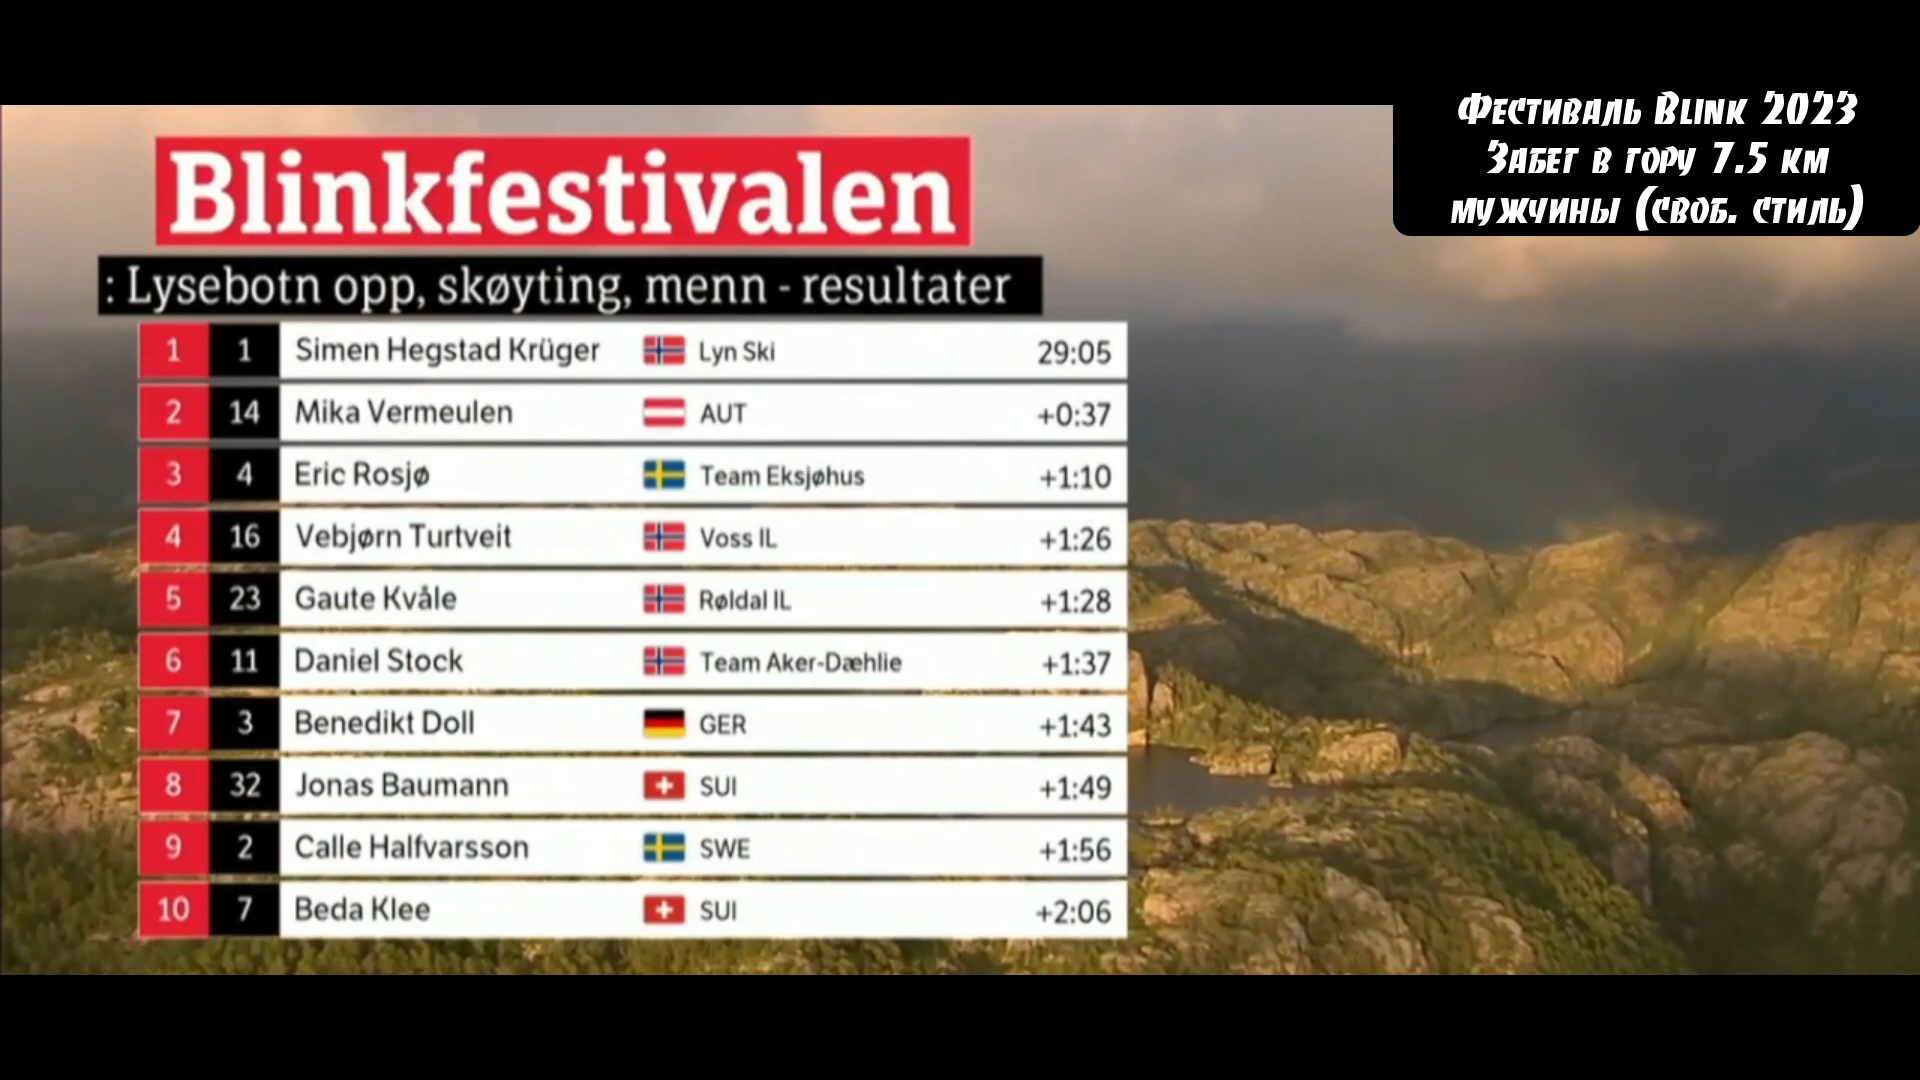 Фестиваль Blink 2023
Забег в гору 7.5 км
мужчины (своб. стиль)
Blinkfestivalen
: Lysebotn opp, skøyting, menn - resultater
1 1 Simen Hegstad Krüger Lyn Ski 29:05
2 14 Mika Vermeulen AUT +0:37
3 4 Eric Rosjø Team Eksjøhus +1:10
4 16 Vebjørn Turtveit Voss IL +1:26
5 23 Gaute Kvåle Røldal IL +1:28
6 11 Daniel Stock Team Aker-Dæhlie +1:37
7 3 Benedikt Doll GER +1:43
8 32 Jonas Baumann SUI +1:49
9 2 Calle Halfvarsson SWE +1:56
10 7 Beda Klee SUI +2:06